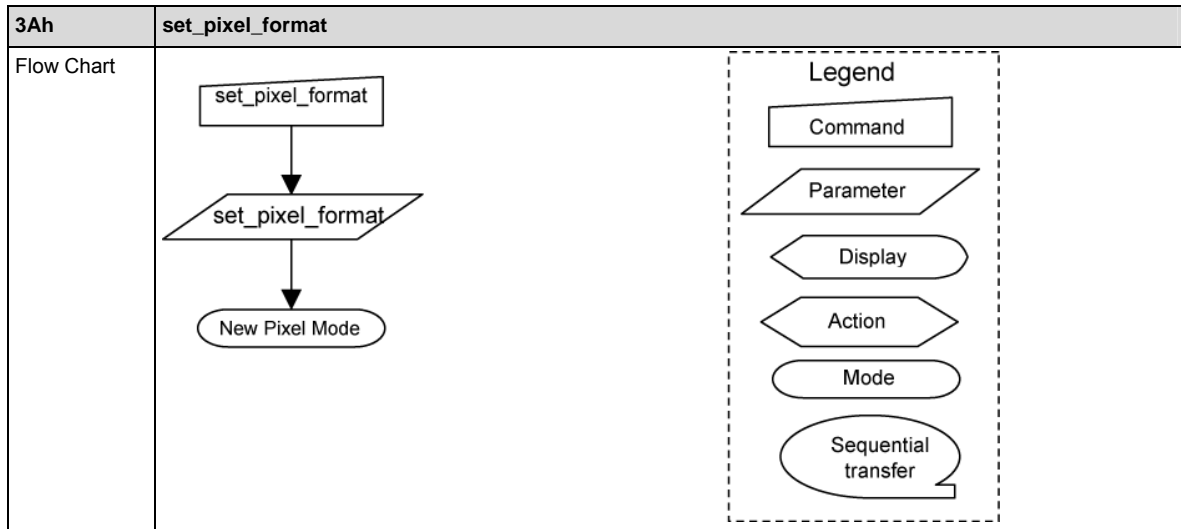 3Ah set_pixel_format
Flow Chart
set_pixel_format
set_pixel_format
New Pixel Mode
Legend
Command
Parameter
Display
Action
Mode
Sequential
transfer